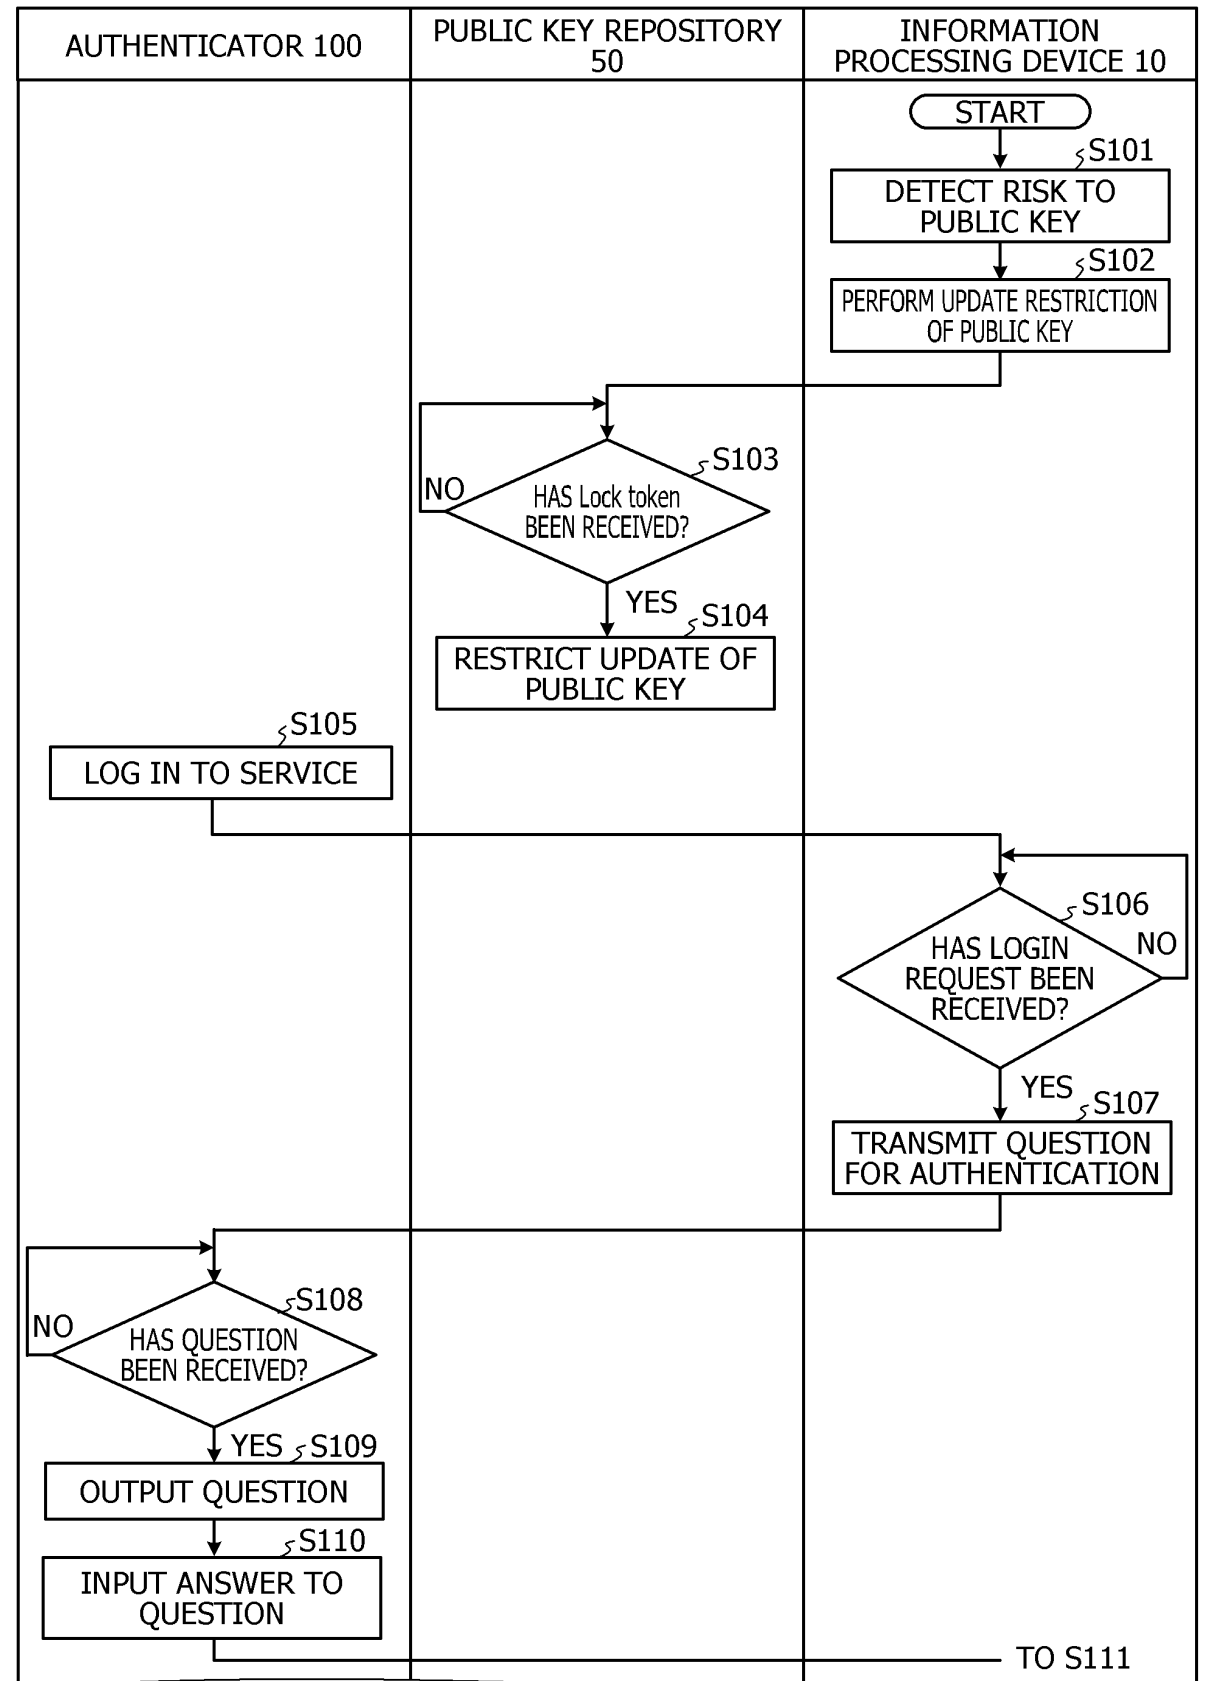 AUTHENTICATOR 100
PUBLIC KEY REPOSITORY
50
INFORMATION
PROCESSING DEVICE 10
START
S101
DETECT RISK TO
PUBLIC KEY
S102
PERFORM UPDATE RESTRICTION
OF PUBLIC KEY
S103
NO
HAS Lock token
BEEN RECEIVED?
YES
S104
RESTRICT UPDATE OF
PUBLIC KEY
S105
LOG IN TO SERVICE
S106
NO
HAS LOGIN
REQUEST BEEN
RECEIVED?
YES
S107
TRANSMIT QUESTION
FOR AUTHENTICATION
S108
NO
HAS QUESTION
BEEN RECEIVED?
YES
S109
OUTPUT QUESTION
S110
INPUT ANSWER TO
QUESTION
TO S111